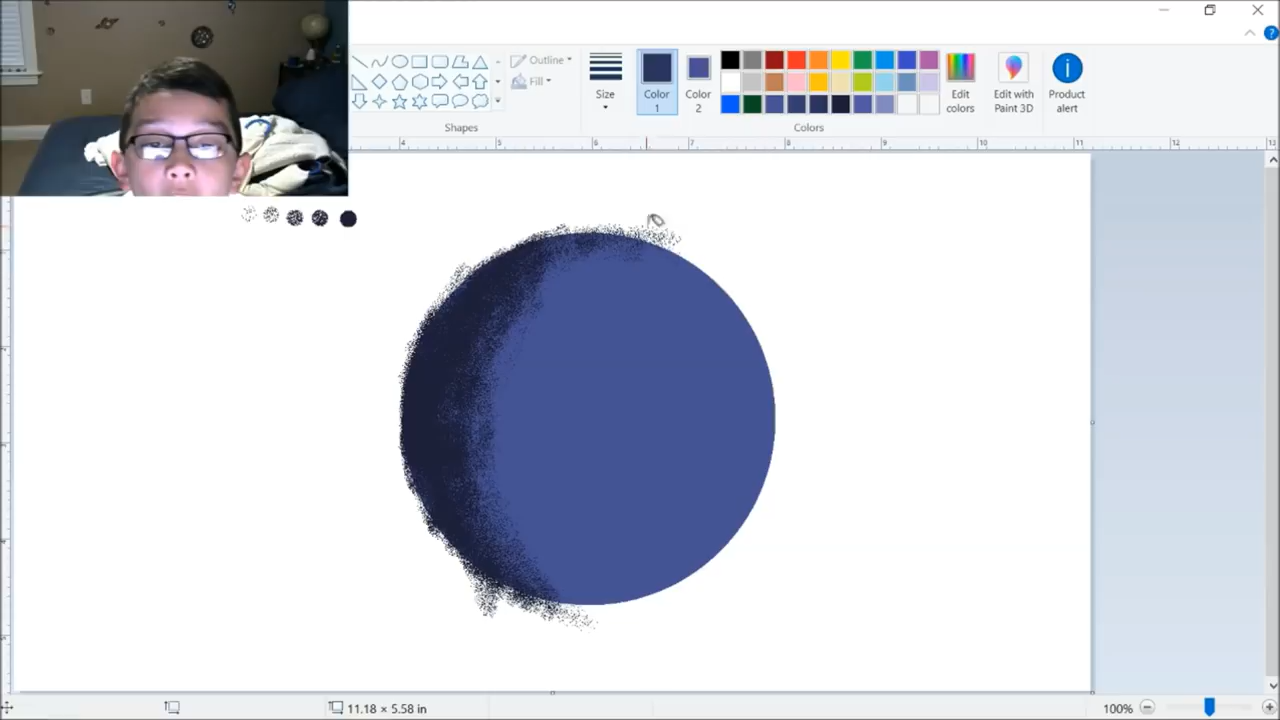 Outline
Fill
Shapes
Size
Color 1
Color 2
Edit colors
Edit with Paint 3D
Product alert
Colors
4 5 6 7 8 9 10 11 12 13
11.18 × 5.58 in
100%